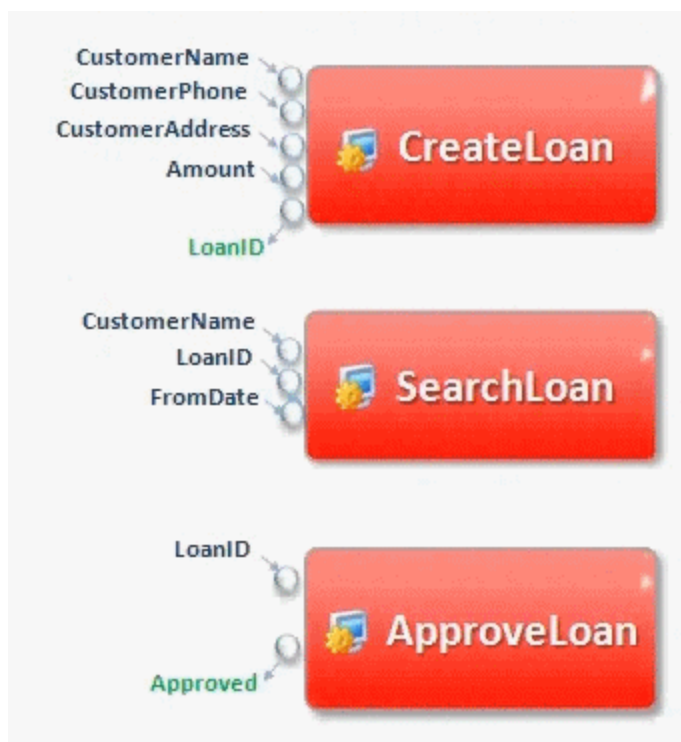 CustomerName
CustomerPhone
CustomerAddress
Amount
LoanID
CreateLoan
CustomerName
LoanID
FromDate
SearchLoan
LoanID
Approved
ApproveLoan